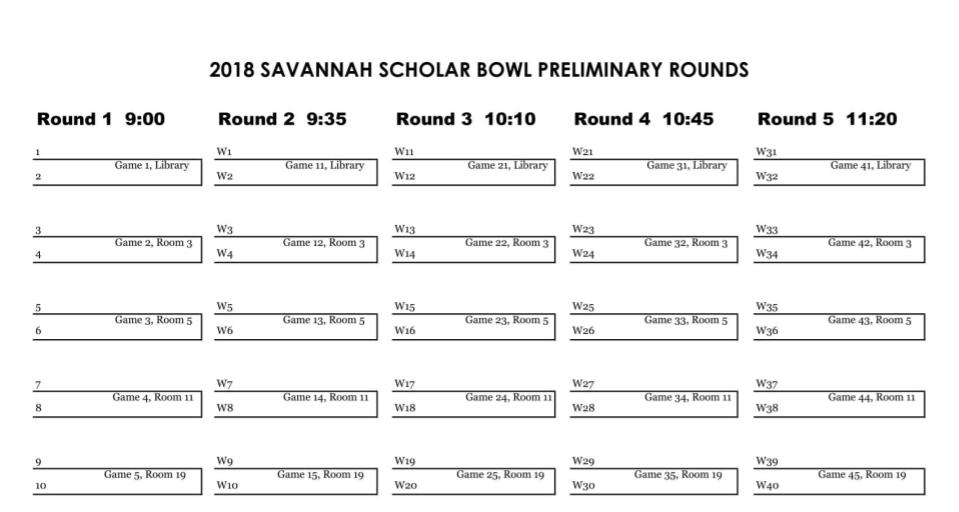 2018 SAVANNAH SCHOLAR BOWL PRELIMINARY ROUNDS
Round 1 9:00 Round 2 9:35 Round 3 10:10 Round 4 10:45 Round 5 11:20
1 W1 W11 W21 W31
Game 1, Library Game 11, Library Game 21, Library Game 31, Library Game 41, Library
2 W2 W12 W22 W32
3 W3 W13 W23 W33
Game 2, Room 3 Game 12, Room 3 Game 22, Room 3 Game 32, Room 3 Game 42, Room 3
4 W4 W14 W24 W34
5 W5 W15 W25 W35
Game 3, Room 5 Game 13, Room 5 Game 23, Room 5 Game 33, Room 5 Game 43, Room 5
6 W6 W16 W26 W36
7 W7 W17 W27 W37
Game 4, Room 11 Game 14, Room 11 Game 24, Room 11 Game 34, Room 11 Game 44, Room 11
8 W8 W18 W28 W38
9 W9 W19 W29 W39
Game 5, Room 19 Game 15, Room 19 Game 25, Room 19 Game 35, Room 19 Game 45, Room 19
10 W10 W20 W30 W40